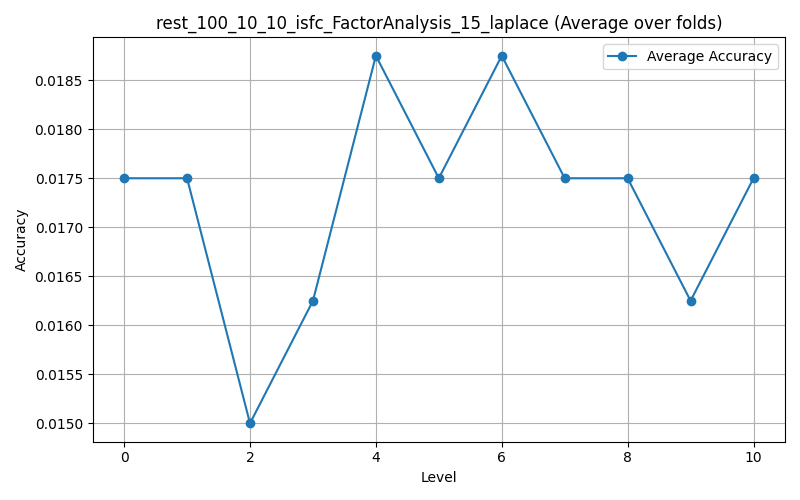 rest_100_10_10_isfc_FactorAnalysis_15_laplace (Average over folds)
Average Accuracy
0.0185
0.0180
0.0175
0.0170
0.0165
0.0160
0.0155
0.0150
Accuracy
0 2 4 6 8 10
Level